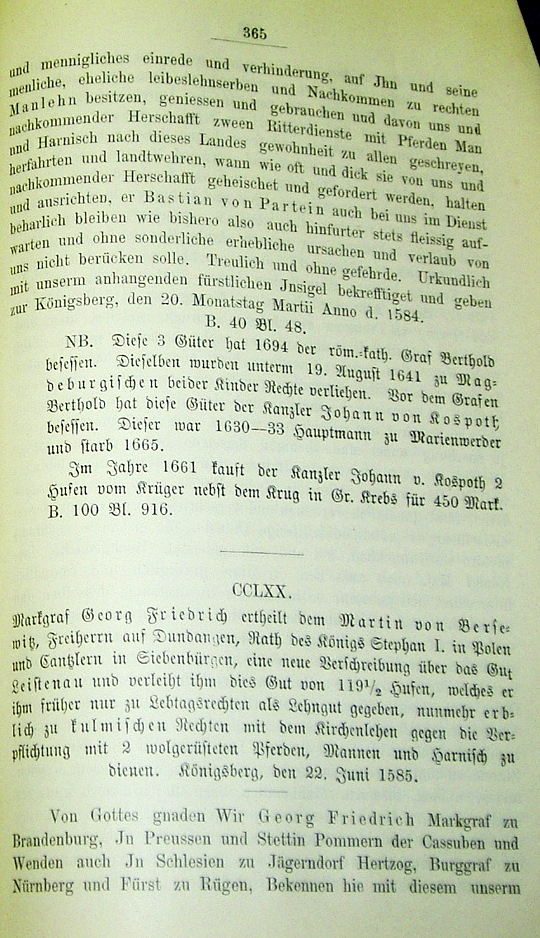 365
und mennigliches einrede und verhinderung, auf Jhn und seine
menliche, eheliche leibeslehnserben und Nachkommen zu rechten
Manlehn besitzen, geniessen und gebrauchen und davon uns und
nachkommender Herschafft zween Ritterdienste mit Pferden Man
und Harnisch nach dieses Landes gewohnheit zu allen geschreyen,
herfahrten und landtwehren, wann wie oft und dick sie von uns und
nachkommender Herschafft geheischet und gefordert werden, halten
und ausrichten, er Bastian von Partein auch bei uns im Dienst
beharlich bleiben wie bishero also auch hinfurter stets fleissig auf-
warten und ohne sonderliche erhebliche ursachen und verlaub von
uns nicht berücken solle. Treulich und ohne gefehrde. Urkundlich
mit unserm anhangenden fürstlichen Jnsigel bekrefftiget und geben
zur Königsberg, den 20. Monatstag Martii Anno d. 1584.
B. 40 Bl. 48.
NB. Diese 3 Güter hat 1694 der röm.-kath. Graf Berthold
besessen. Dieselben wurden unterm 19. August 1641 zu Mag-
deburgischen beider Kinder Rechte verliehen. Vor dem Grafen
Berthold hat diese Güter der Kanzler Johann von Kospoth
besessen. Dieser war 1630—33 Hauptmann zu Marienwerder
und starb 1665.
Im Jahre 1661 kauft der Kanzler Johann v. Kospoth 2
Hufen vom Krüger nebst dem Krug in Gr. Krebs für 450 Mark.
B. 100 Bl. 916.
CCLXX.
Markgraf Georg Friedrich ertheilt dem Martin von Berse-
witz, Freiherrn auf Dundangen, Rath des Königs Stephan I. in Polen
und Cantzlern in Siebenbürgen, eine neue Verschreibung über das Gut
Leistenau und verleiht ihm dies Gut von 119½ Hufen, welches er
ihm früher nur zu Lebtagsrechten als Lehngut gegeben, nunmehr erb-
lich zu kulmischen Rechten mit dem Kirchenlehen gegen die Ver-
pflichtung mit 2 wolgerüsteten Pferden, Mannen und Harnisch zu
dienen. Königsberg, den 22. Juni 1585.
Von Gottes gnaden Wir Georg Friedrich Markgraf zu
Brandenburg, Jn Preussen und Stettin Pommern der Cassuben und
Wenden auch Jn Schlesien zu Jägerndorf Hertzog, Burggraf zu
Nürnberg und Fürst zu Rügen, Bekennen hie mit diesem unserm